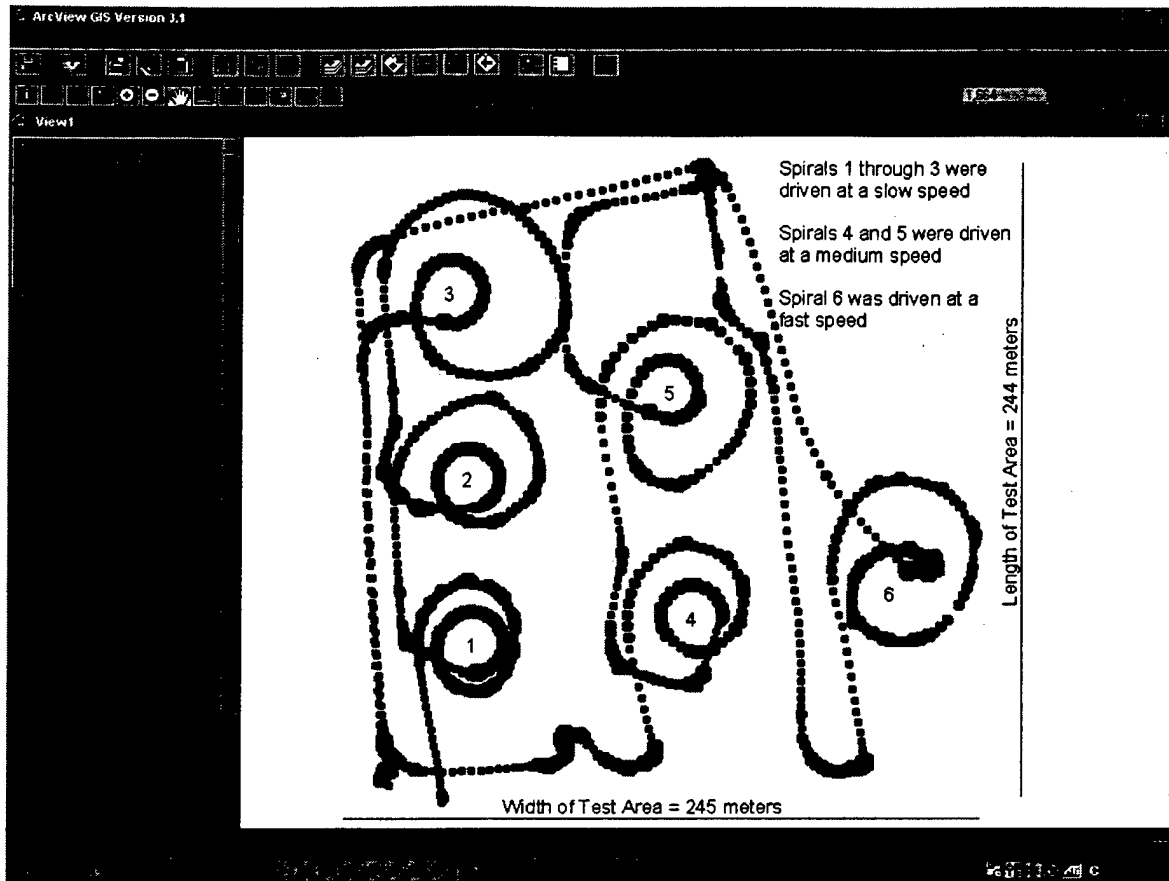 ArcView GIS Version 3.1
View1
Spirals 1 through 3 were
driven at a slow speed
Spirals 4 and 5 were driven
at a medium speed
Spiral 6 was driven at a
fast speed
3
5
2
6
4
1
Length of Test Area = 244 meters
Width of Test Area = 245 meters